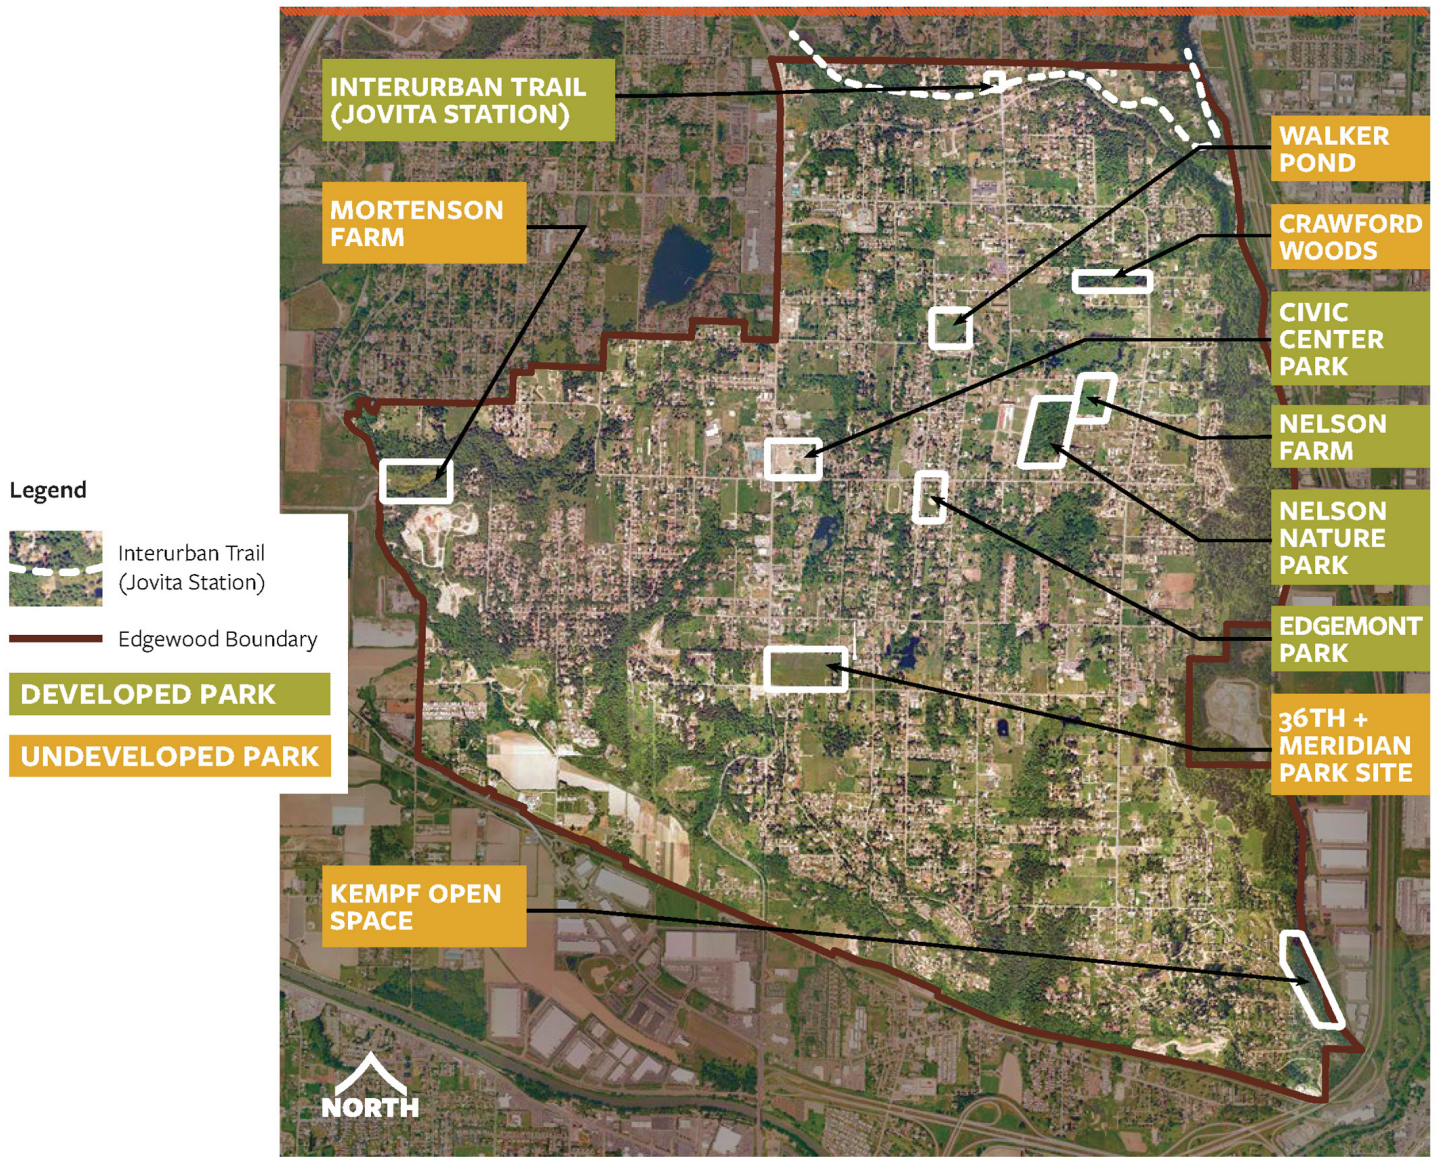 INTERURBAN TRAIL
(JOVITA STATION)
MORTENSON
FARM
WALKER
POND
CRAWFORD
WOODS
CIVIC
CENTER
PARK
NELSON
FARM
NELSON
NATURE
PARK
EDGEMONT
PARK
36TH +
MERIDIAN
PARK SITE
Legend
Interurban Trail
(Jovita Station)
Edgewood Boundary
DEVELOPED PARK
UNDEVELOPED PARK
KEMPF OPEN
SPACE
NORTH